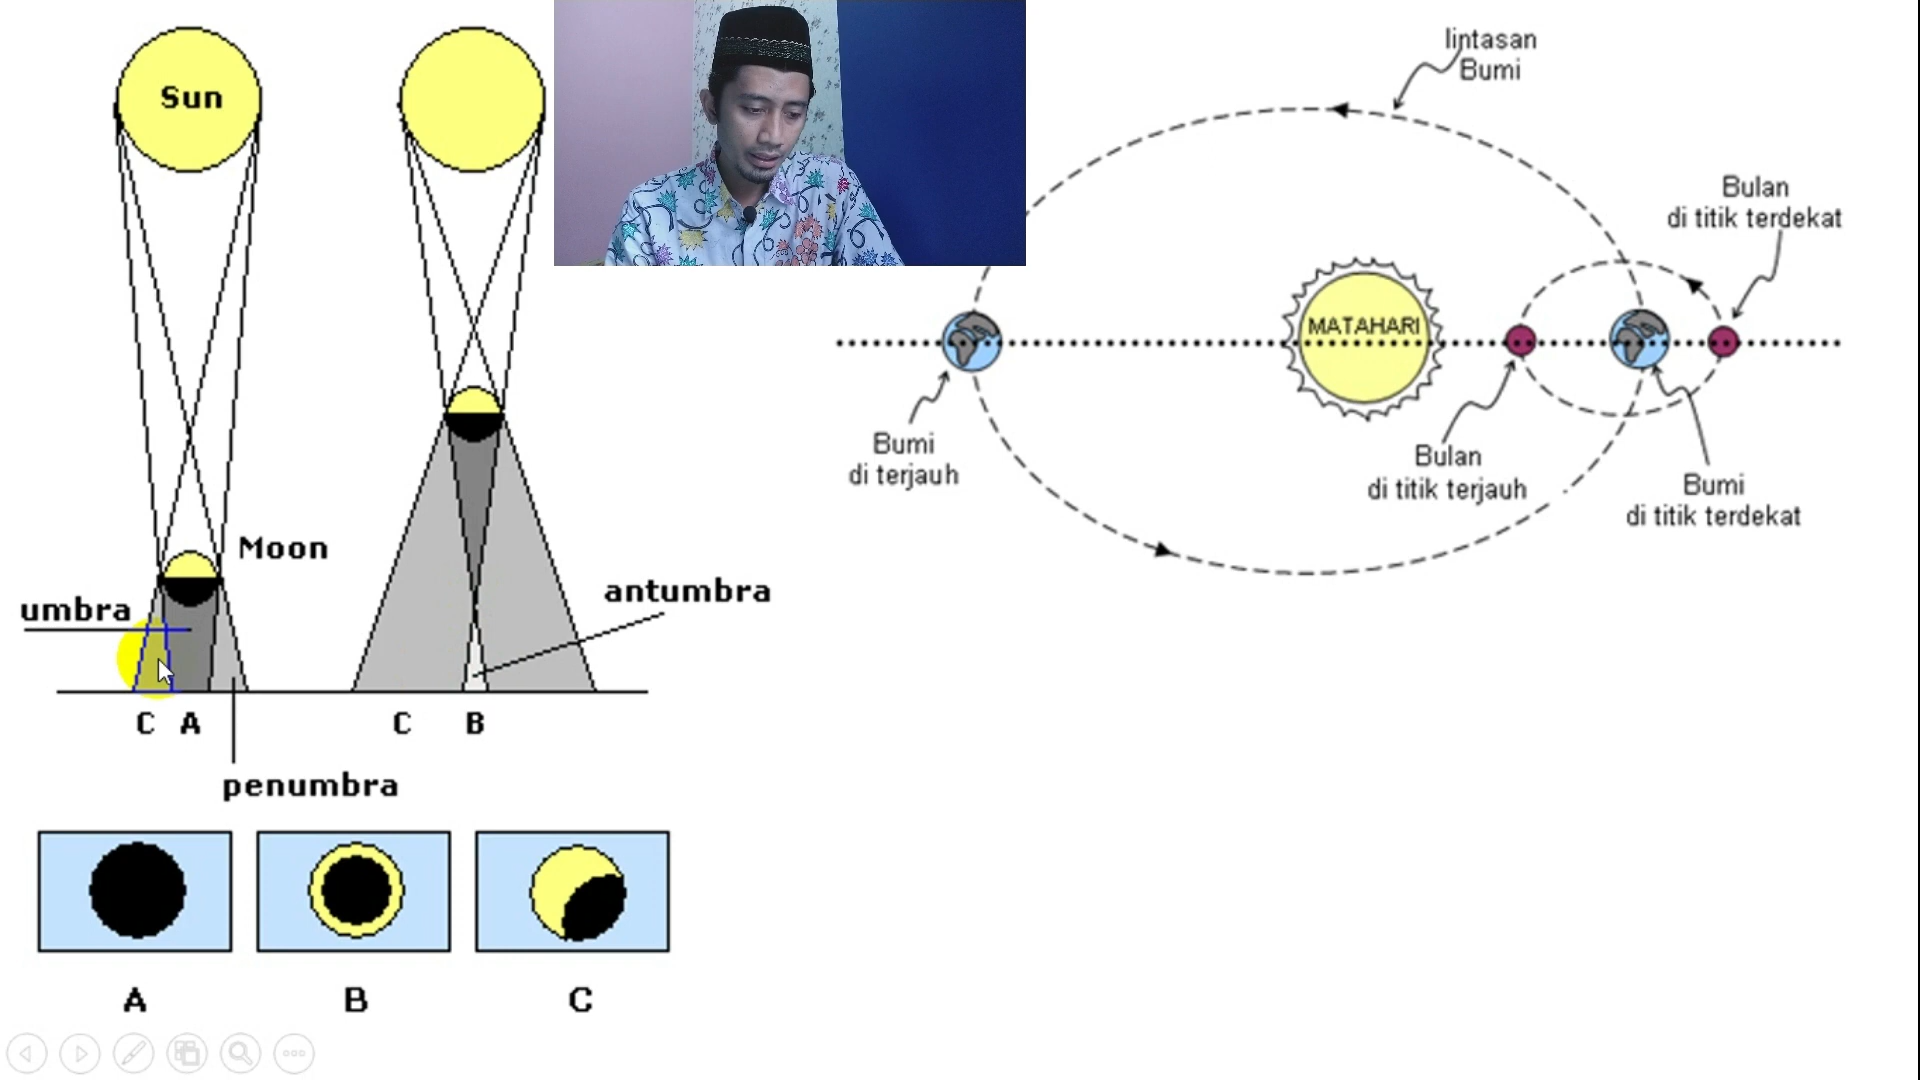 Sun
Moon
umbra
antumbra
C A
C B
penumbra
A
B
C
lintasan
Bumi
Bulan
di titik terdekat
MATAHARI
Bumi
di terjauh
Bulan
di titik terjauh
Bumi
di titik terdekat